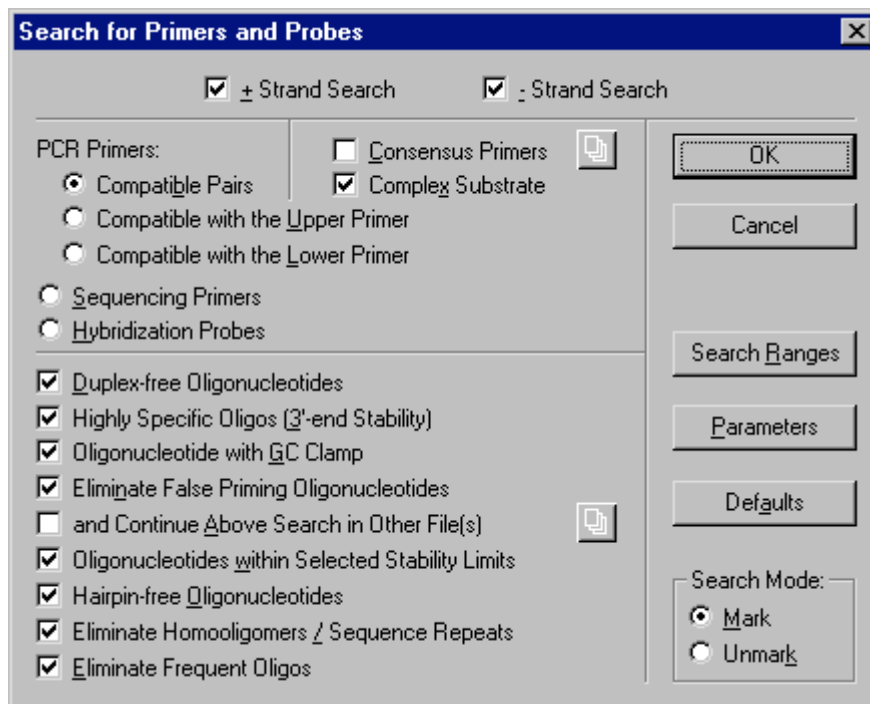 Search for Primers and Probes
+ Strand Search
- Strand Search
PCR Primers:
Consensus Primers
Compatible Pairs
Complex Substrate
Compatible with the Upper Primer
Compatible with the Lower Primer
Sequencing Primers
Hybridization Probes
Duplex-free Oligonucleotides
Highly Specific Oligos (3'-end Stability)
Oligonucleotide with GC Clamp
Eliminate False Priming Oligonucleotides
and Continue Above Search in Other File(s)
Oligonucleotides within Selected Stability Limits
Hairpin-free Oligonucleotides
Eliminate Homooligomers / Sequence Repeats
Eliminate Frequent Oligos
OK
Cancel
Search Ranges
Parameters
Defaults
Search Mode:
Mark
Unmark